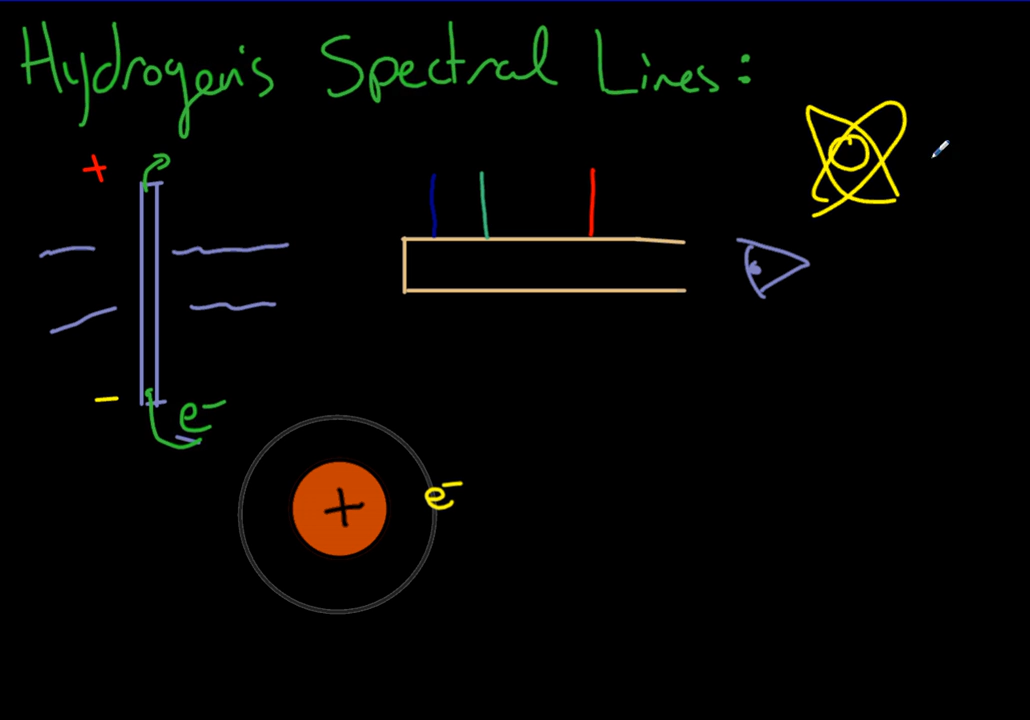 Hydrogen's Spectral Lines:
+
-
e-
+ e-